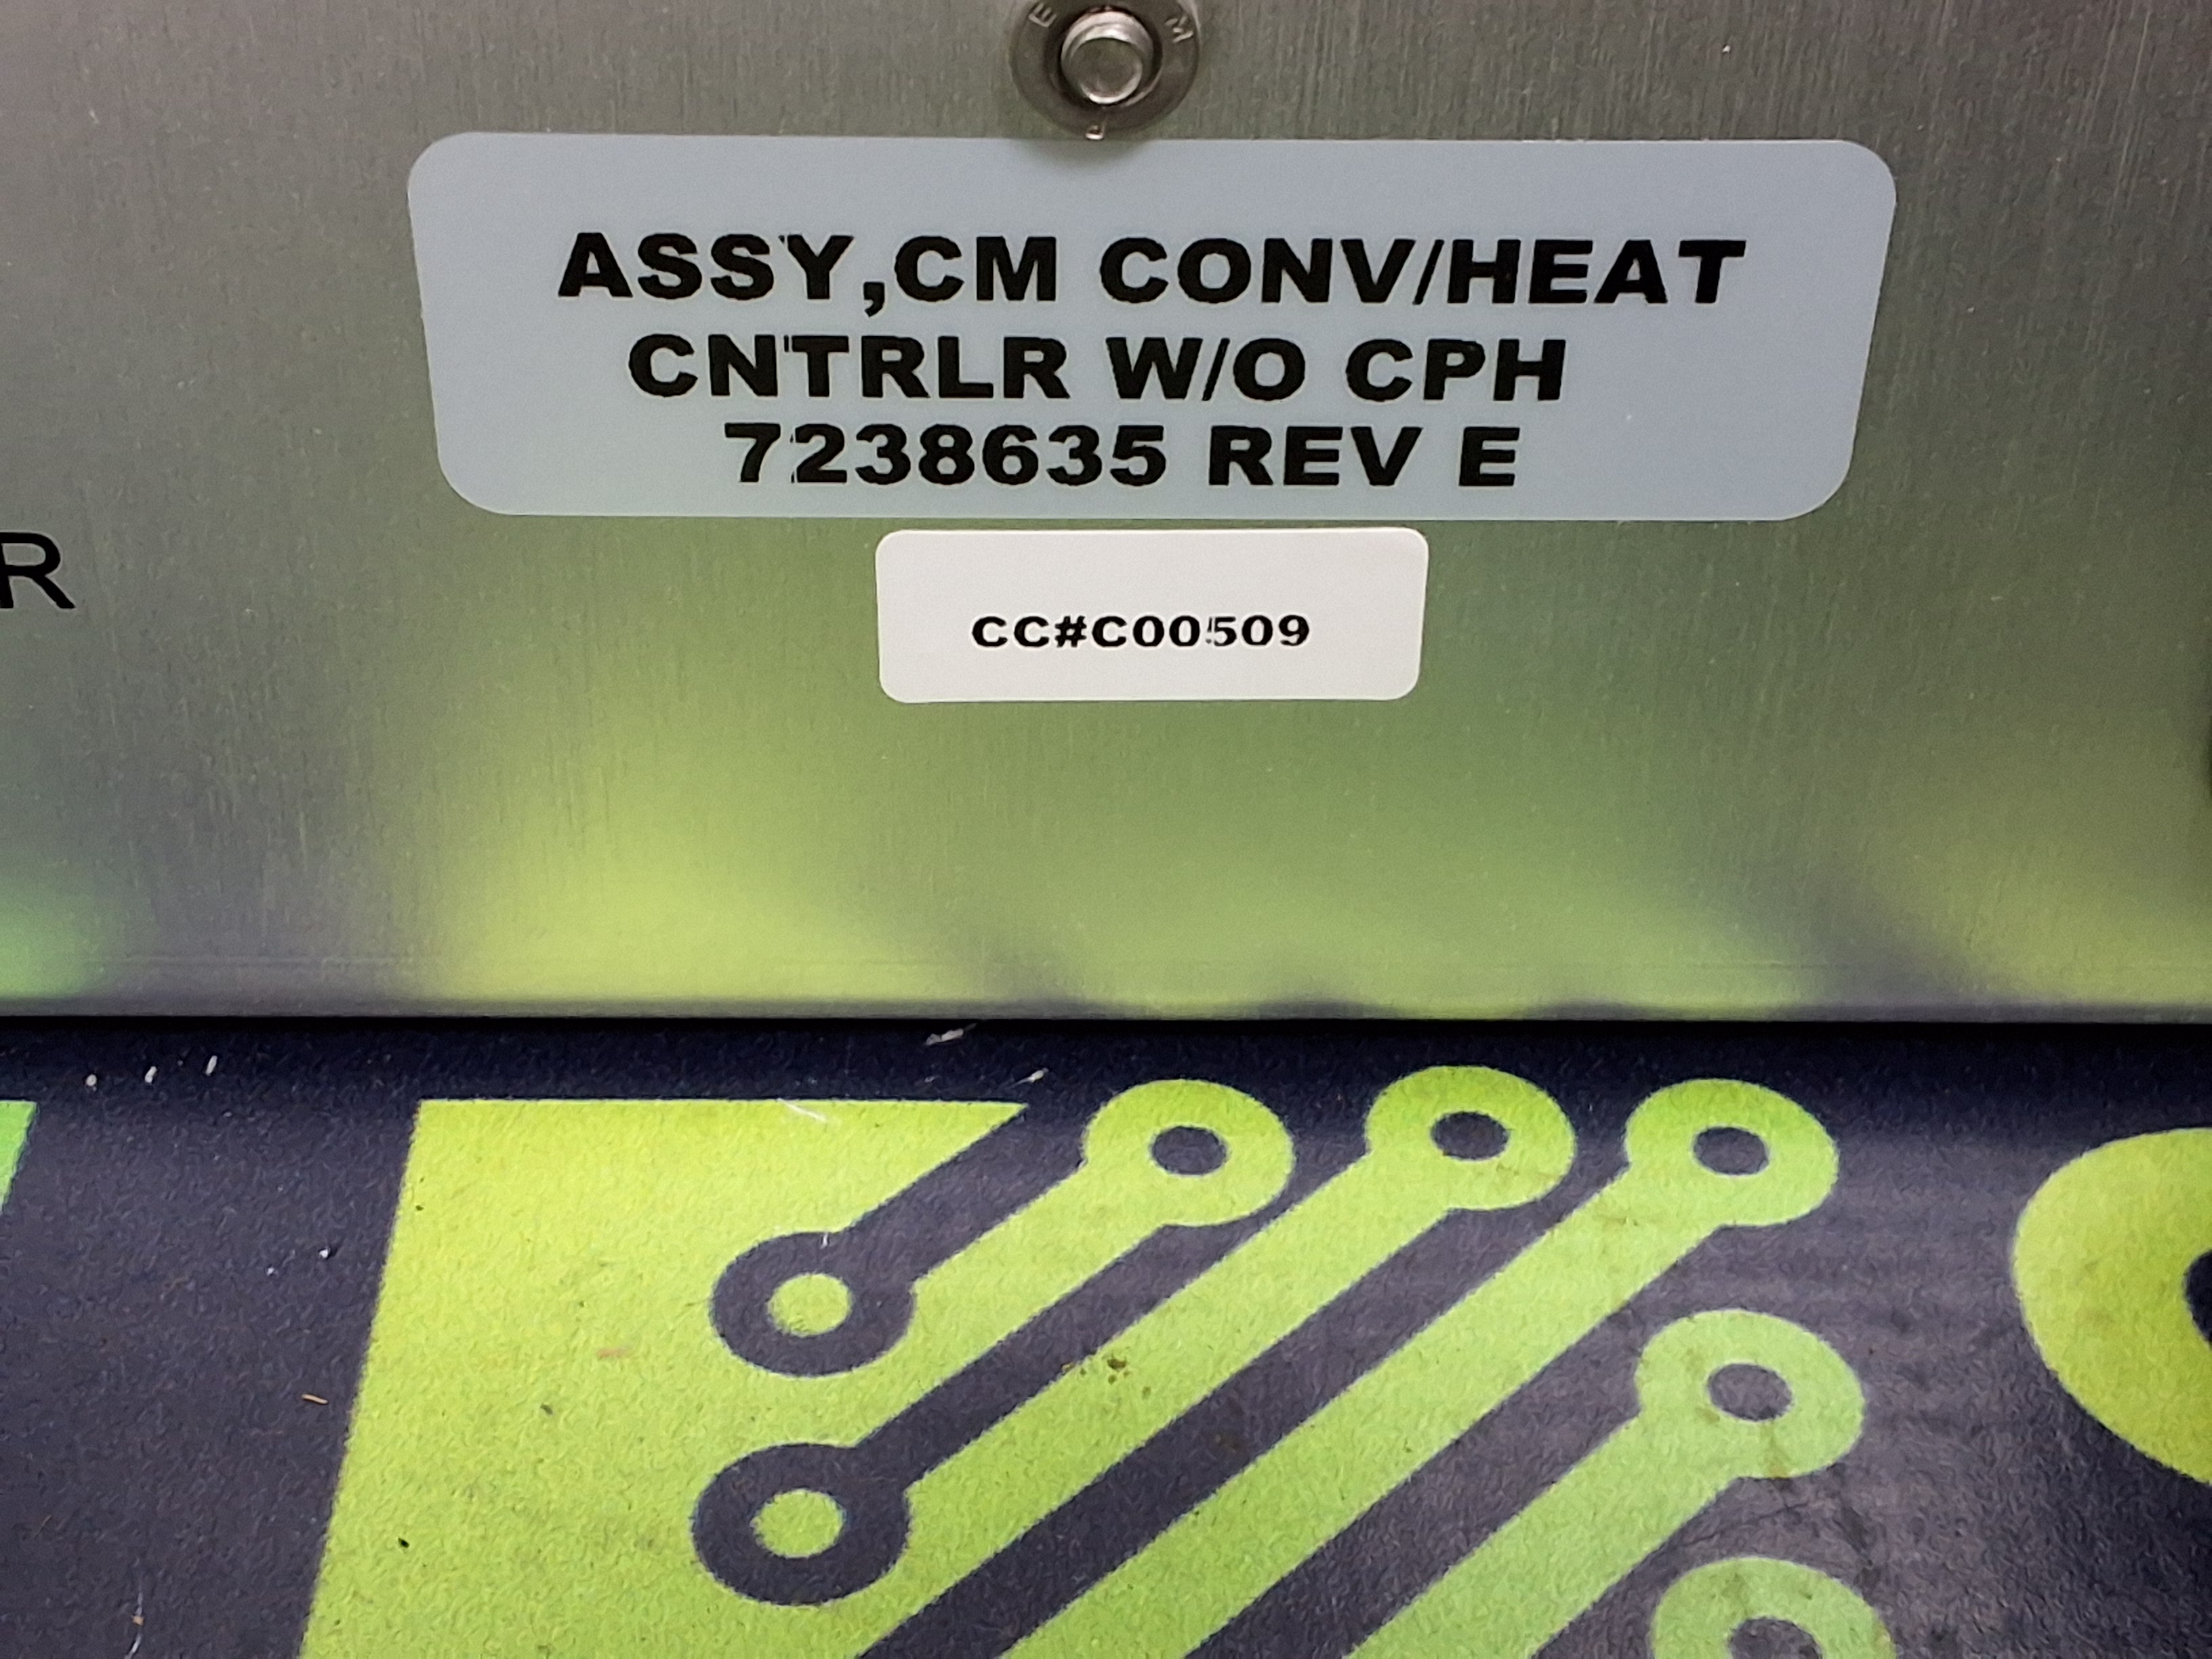 E M
P
ASSY,CM CONV/HEAT
CNTRLR W/O CPH
7238635 REV E
R
CC#C00509